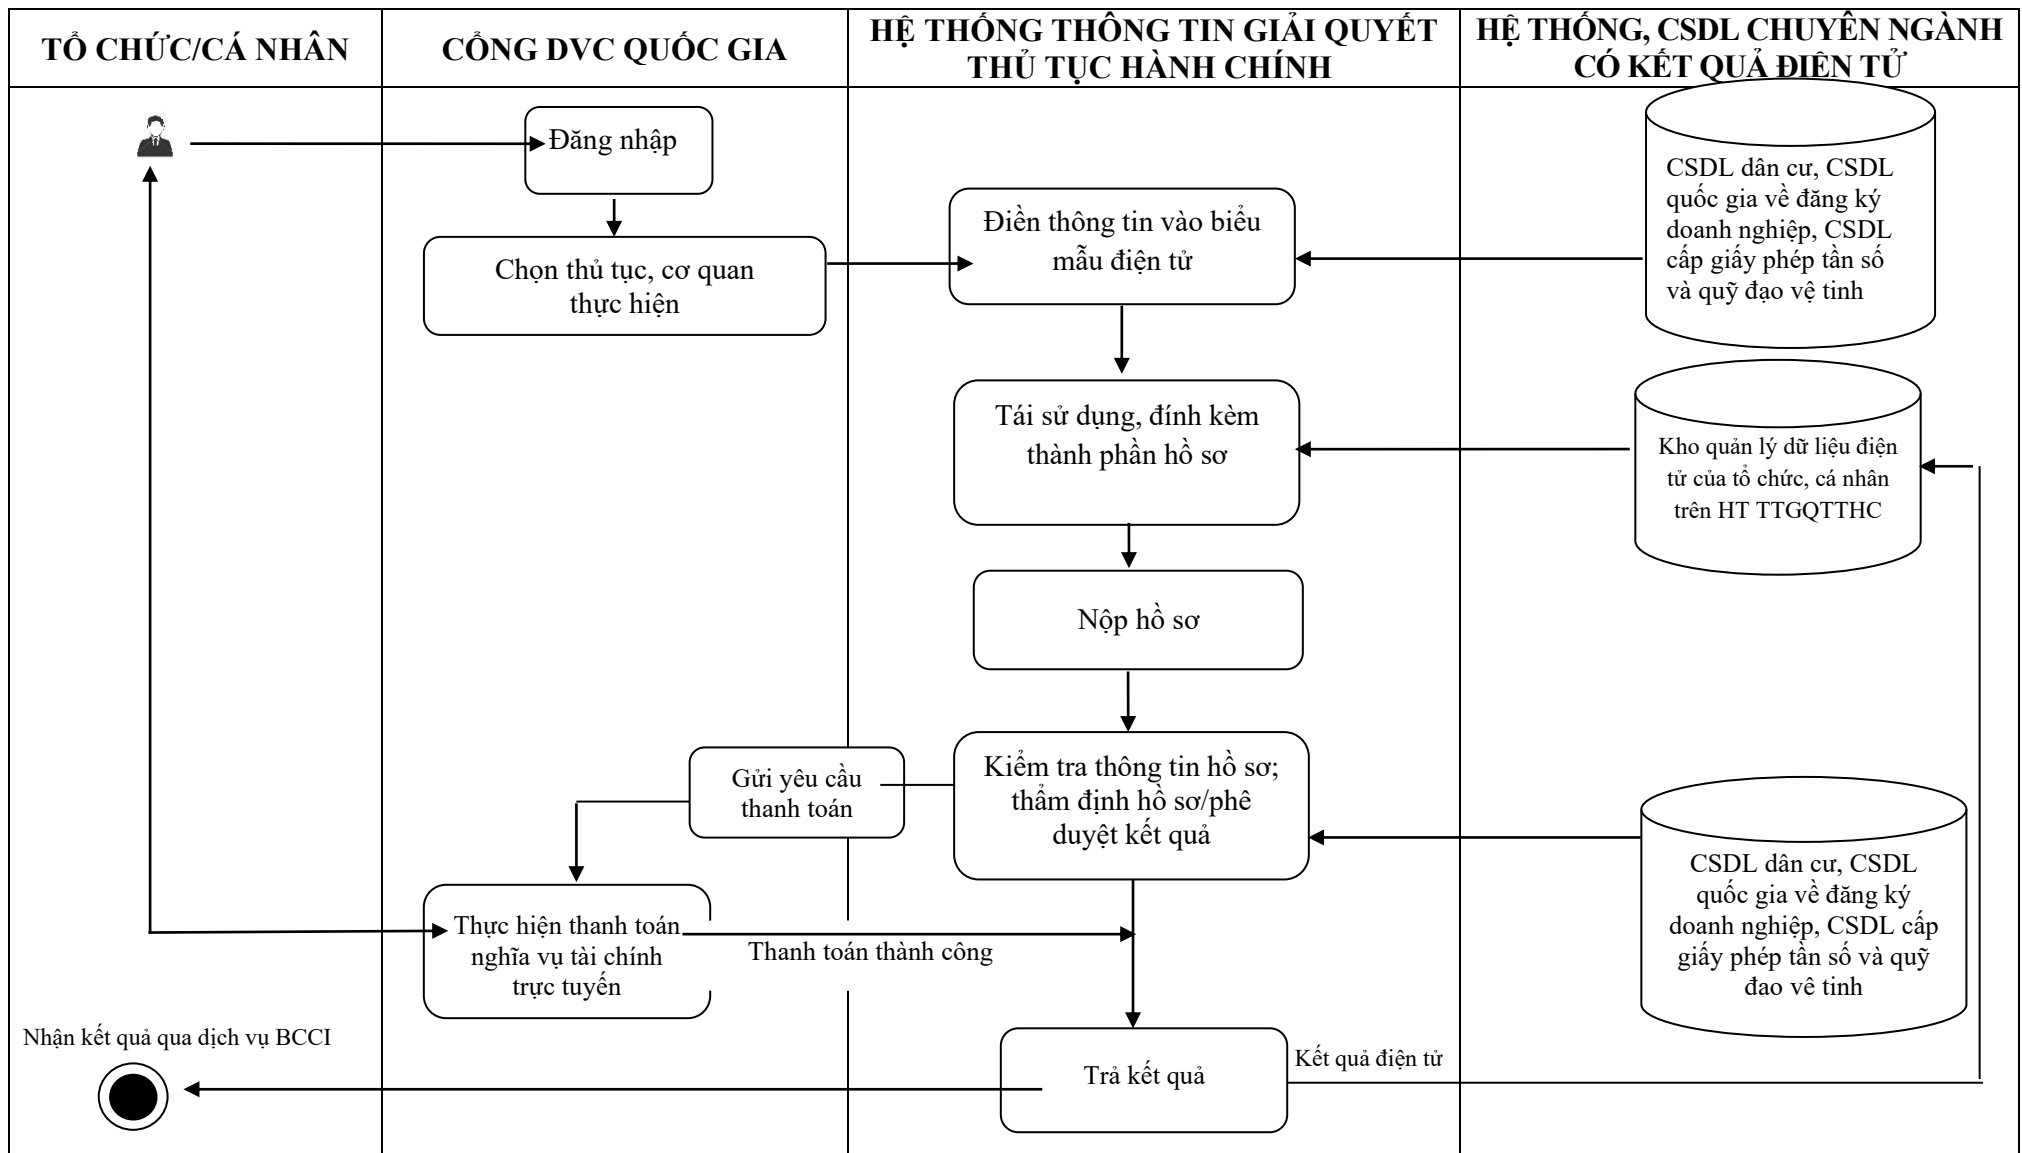 TỔ CHỨC/CÁ NHÂN
CỔNG DVC QUỐC GIA
HỆ THỐNG THÔNG TIN GIẢI QUYẾT
THỦ TỤC HÀNH CHÍNH
HỆ THỐNG, CSDL CHUYÊN NGÀNH
CÓ KẾT QUẢ ĐIỆN TỬ
Đăng nhập
Chọn thủ tục, cơ quan
thực hiện
Điền thông tin vào biểu
mẫu điện tử
CSDL dân cư, CSDL
quốc gia về đăng ký
doanh nghiệp, CSDL
cấp giấy phép tần số
và quỹ đạo vệ tinh
Tái sử dụng, đính kèm
thành phần hồ sơ
Kho quản lý dữ liệu điện
tử của tổ chức, cá nhân
trên HT TTGQTTHC
Nộp hồ sơ
Gửi yêu cầu
thanh toán
Kiểm tra thông tin hồ sơ;
thẩm định hồ sơ/phê
duyệt kết quả
CSDL dân cư, CSDL
quốc gia về đăng ký
doanh nghiệp, CSDL cấp
giấy phép tần số và quỹ
đao vê tinh
Thực hiện thanh toán
nghĩa vụ tài chính
trực tuyến
Thanh toán thành công
Nhận kết quả qua dịch vụ BCCI
Trả kết quả
Kết quả điện tử